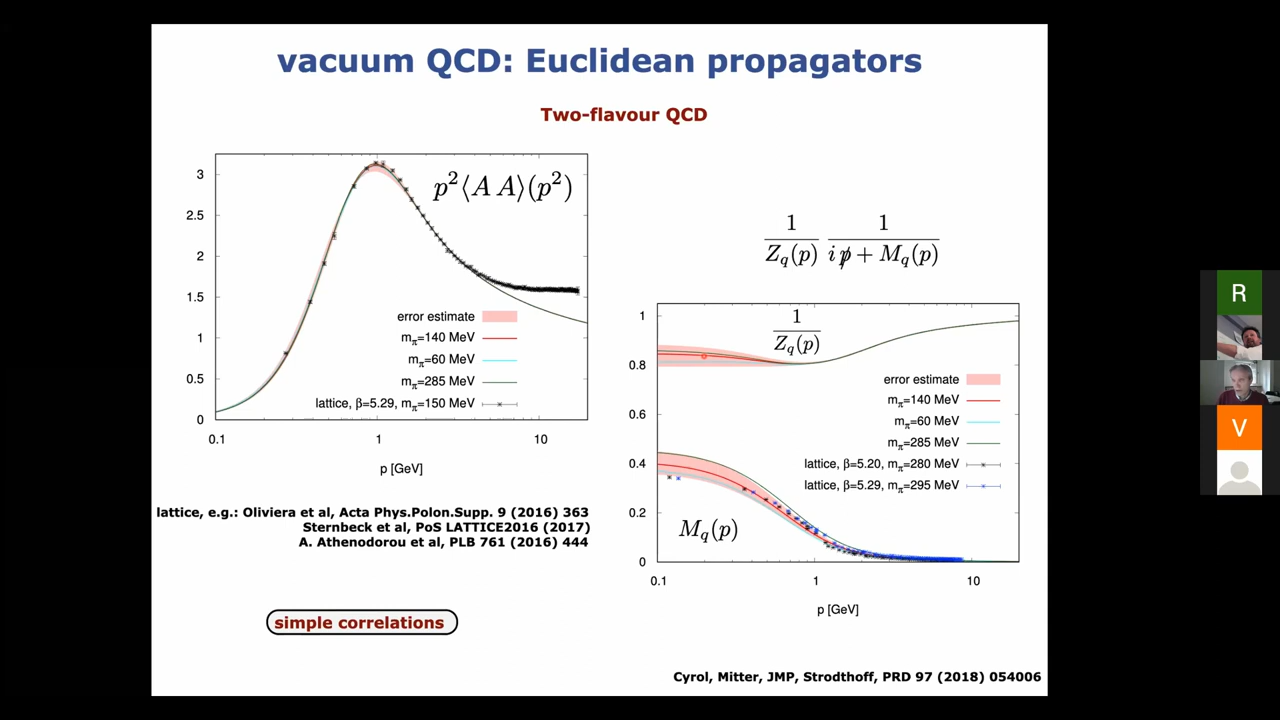 vacuum QCD: Euclidean propagators
Two-flavour QCD
p²⟨A A⟩(p²)
3
2.5
2
1.5
1
0.5
0
error estimate
mπ=140 MeV
mπ=60 MeV
mπ=285 MeV
lattice, β=5.29, mπ=150 MeV
0.1 1 10
p [GeV]
lattice, e.g.: Oliviera et al, Acta Phys.Polon.Supp. 9 (2016) 363
Sternbeck et al, PoS LATTICE2016 (2017)
A. Athenodorou et al, PLB 761 (2016) 444
simple correlations
1 1
Z_q(p) i p̸ + M_q(p)
1
0.8
0.6
0.4
0.2
0
1
Z_q(p)
error estimate
mπ=140 MeV
mπ=60 MeV
mπ=285 MeV
lattice, β=5.20, mπ=280 MeV
lattice, β=5.29, mπ=295 MeV
M_q(p)
0.1 1 10
p [GeV]
Cyrol, Mitter, JMP, Strodthoff, PRD 97 (2018) 054006
R
V